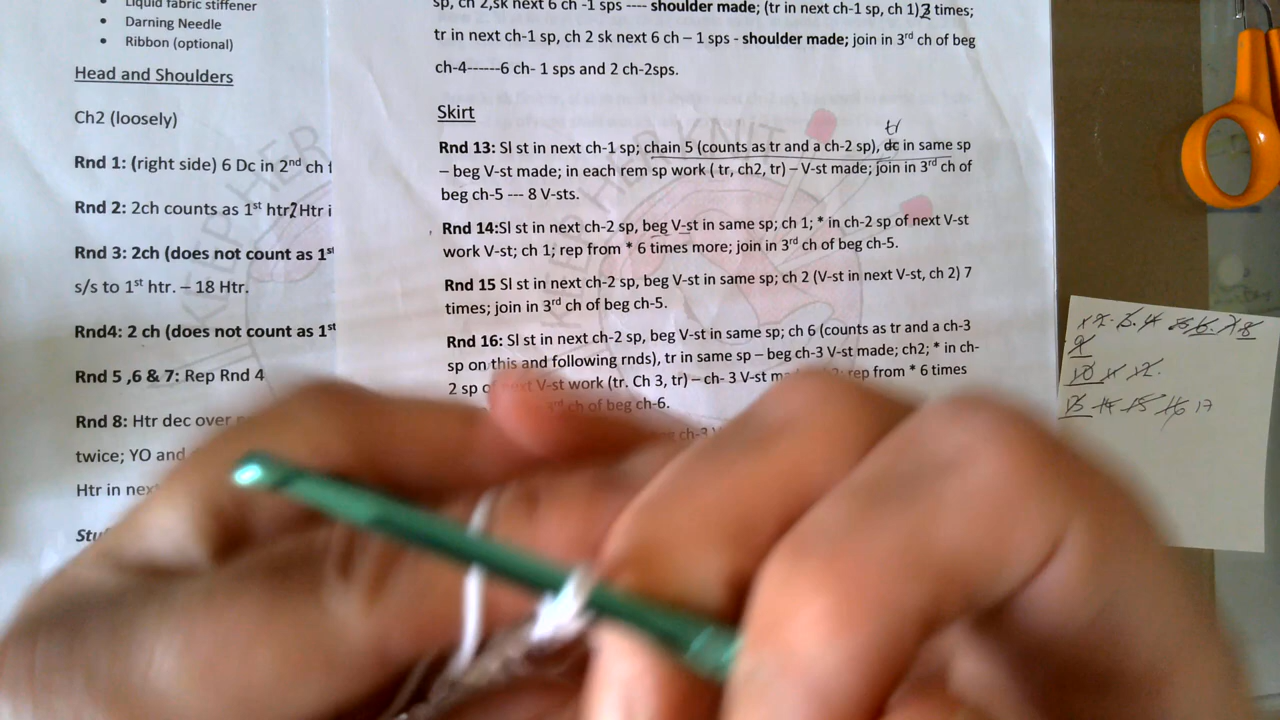 Liquid fabric stiffener
Darning Needle
Ribbon (optional)
Head and Shoulders
Ch2 (loosely)
Rnd 1: (right side) 6 Dc in 2nd ch
Rnd 2: 2ch counts as 1st htr 2 Htr i
Rnd 3: 2ch (does not count as 1st
s/s to 1st htr. – 18 Htr.
Rnd4: 2 ch (does not count as 1st
Rnd 5 ,6 & 7: Rep Rnd 4
Rnd 8: Htr dec over
twice; YO and
Htr in
sp, ch 2,sk next 6 ch -1 sps ---- shoulder made; (tr in next ch-1 sp, ch 1)3 times;
tr in next ch-1 sp, ch 2 sk next 6 ch – 1 sps - shoulder made; join in 3rd ch of beg
ch-4------6 ch- 1 sps and 2 ch-2sps.
Skirt
tr
Rnd 13: Sl st in next ch-1 sp; chain 5 (counts as tr and a ch-2 sp), dc in same sp
– beg V-st made; in each rem sp work ( tr, ch2, tr) – V-st made; join in 3rd ch of
beg ch-5 --- 8 V-sts.
Rnd 14:Sl st in next ch-2 sp, beg V-st in same sp; ch 1; * in ch-2 sp of next V-st
work V-st; ch 1; rep from * 6 times more; join in 3rd ch of beg ch-5.
Rnd 15 Sl st in next ch-2 sp, beg V-st in same sp; ch 2 (V-st in next V-st, ch 2) 7
times; join in 3rd ch of beg ch-5.
Rnd 16: Sl st in next ch-2 sp, beg V-st in same sp; ch 6 (counts as tr and a ch-3
sp on this and following rnds), tr in same sp – beg ch-3 V-st made; ch2; * in ch-
2 sp of next V-st work (tr. Ch 3, tr) – ch- 3 V-st rep from * 6 times
ch of beg ch-6.
ch-3
KEEP HER KNIT
13 14 15 16 17